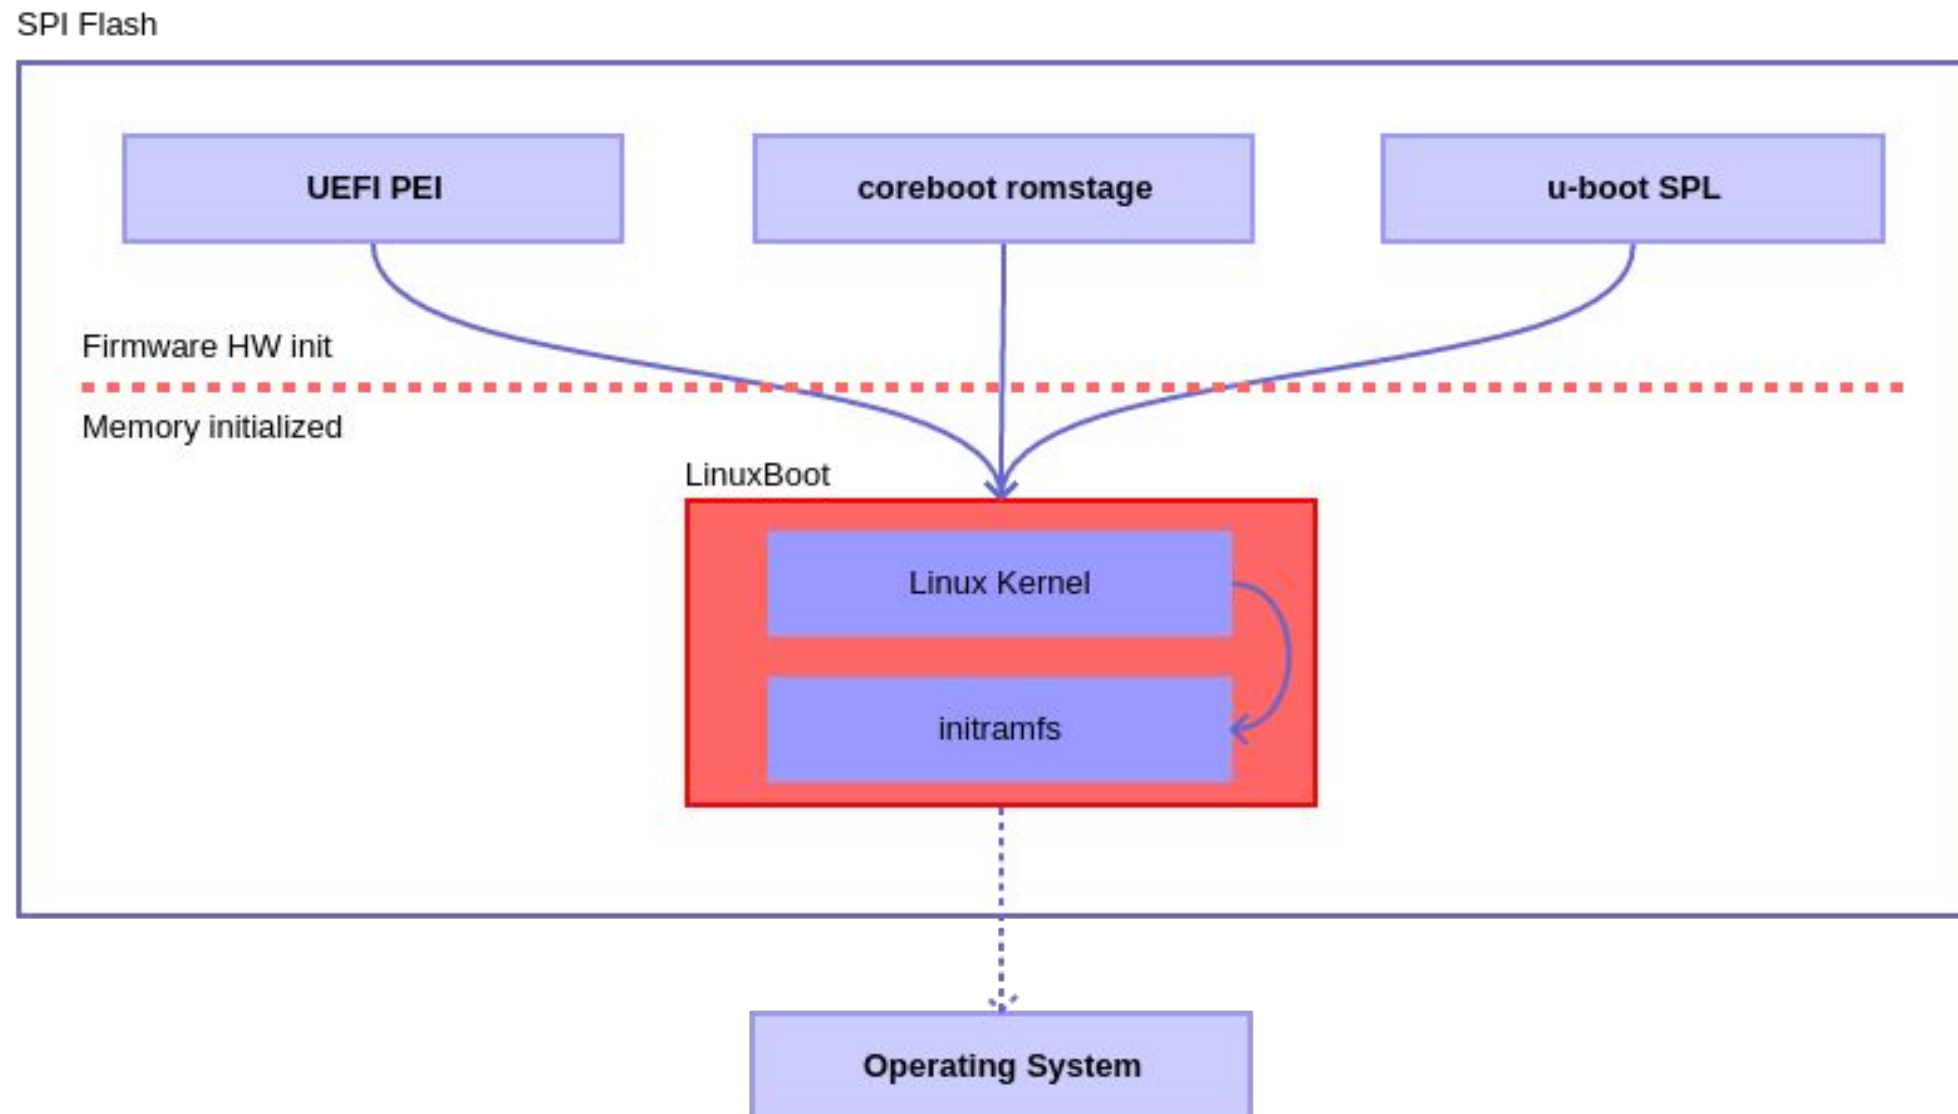 SPI Flash
UEFI PEI
coreboot romstage
u-boot SPL
Firmware HW init
Memory initialized
LinuxBoot
Linux Kernel
initramfs
Operating System